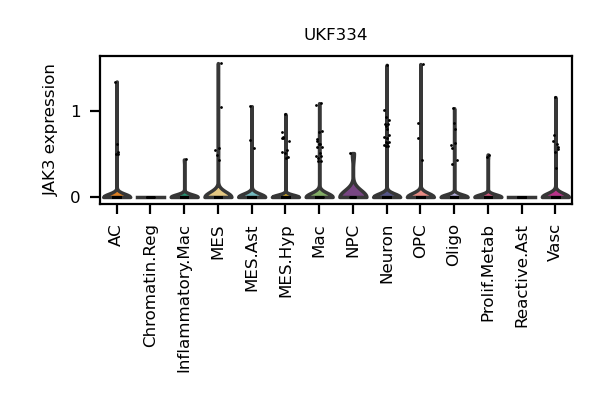 UKF334
JAK3 expression
1
0
AC
Chromatin.Reg
Inflammatory.Mac
MES
MES.Ast
MES.Hyp
Mac
NPC
Neuron
OPC
Oligo
Prolif.Metab
Reactive.Ast
Vasc